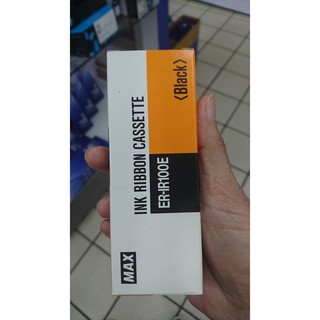 MAX
INK RIBBON CASSETTE
ER-IR100E
〈Black〉